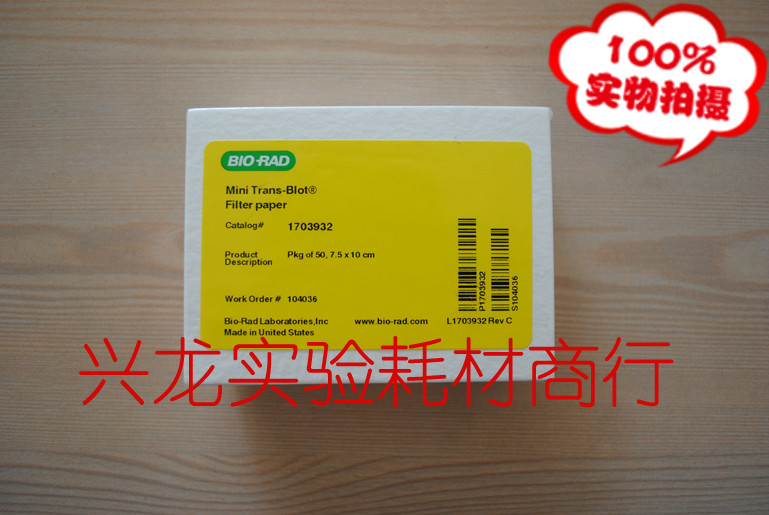 100%
实物拍摄
BIO-RAD
Mini Trans-Blot®
Filter paper
Catalog# 1703932
Product Description Pkg of 50, 7.5 x 10 cm
Work Order # 104036
P1703932
S104036
Bio-Rad Laboratories,Inc www.bio-rad.com L1703932 Rev C
Made in United States
兴龙实验耗材商行